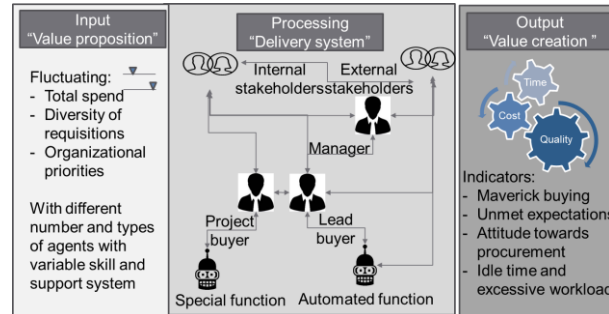 Input
“Value proposition”
Fluctuating:
- Total spend
- Diversity of
requisitions
- Organizational
priorities
With different
number and types
of agents with
variable skill and
support system
Processing
“Delivery system”
Internal
stakeholders
External
stakeholders
Manager
Project
buyer
Lead
buyer
Special function
Automated function
Output
“Value creation ”
Time
Cost
Quality
Indicators:
- Maverick buying
- Unmet expectations
- Attitude towards
procurement
- Idle time and
excessive workload